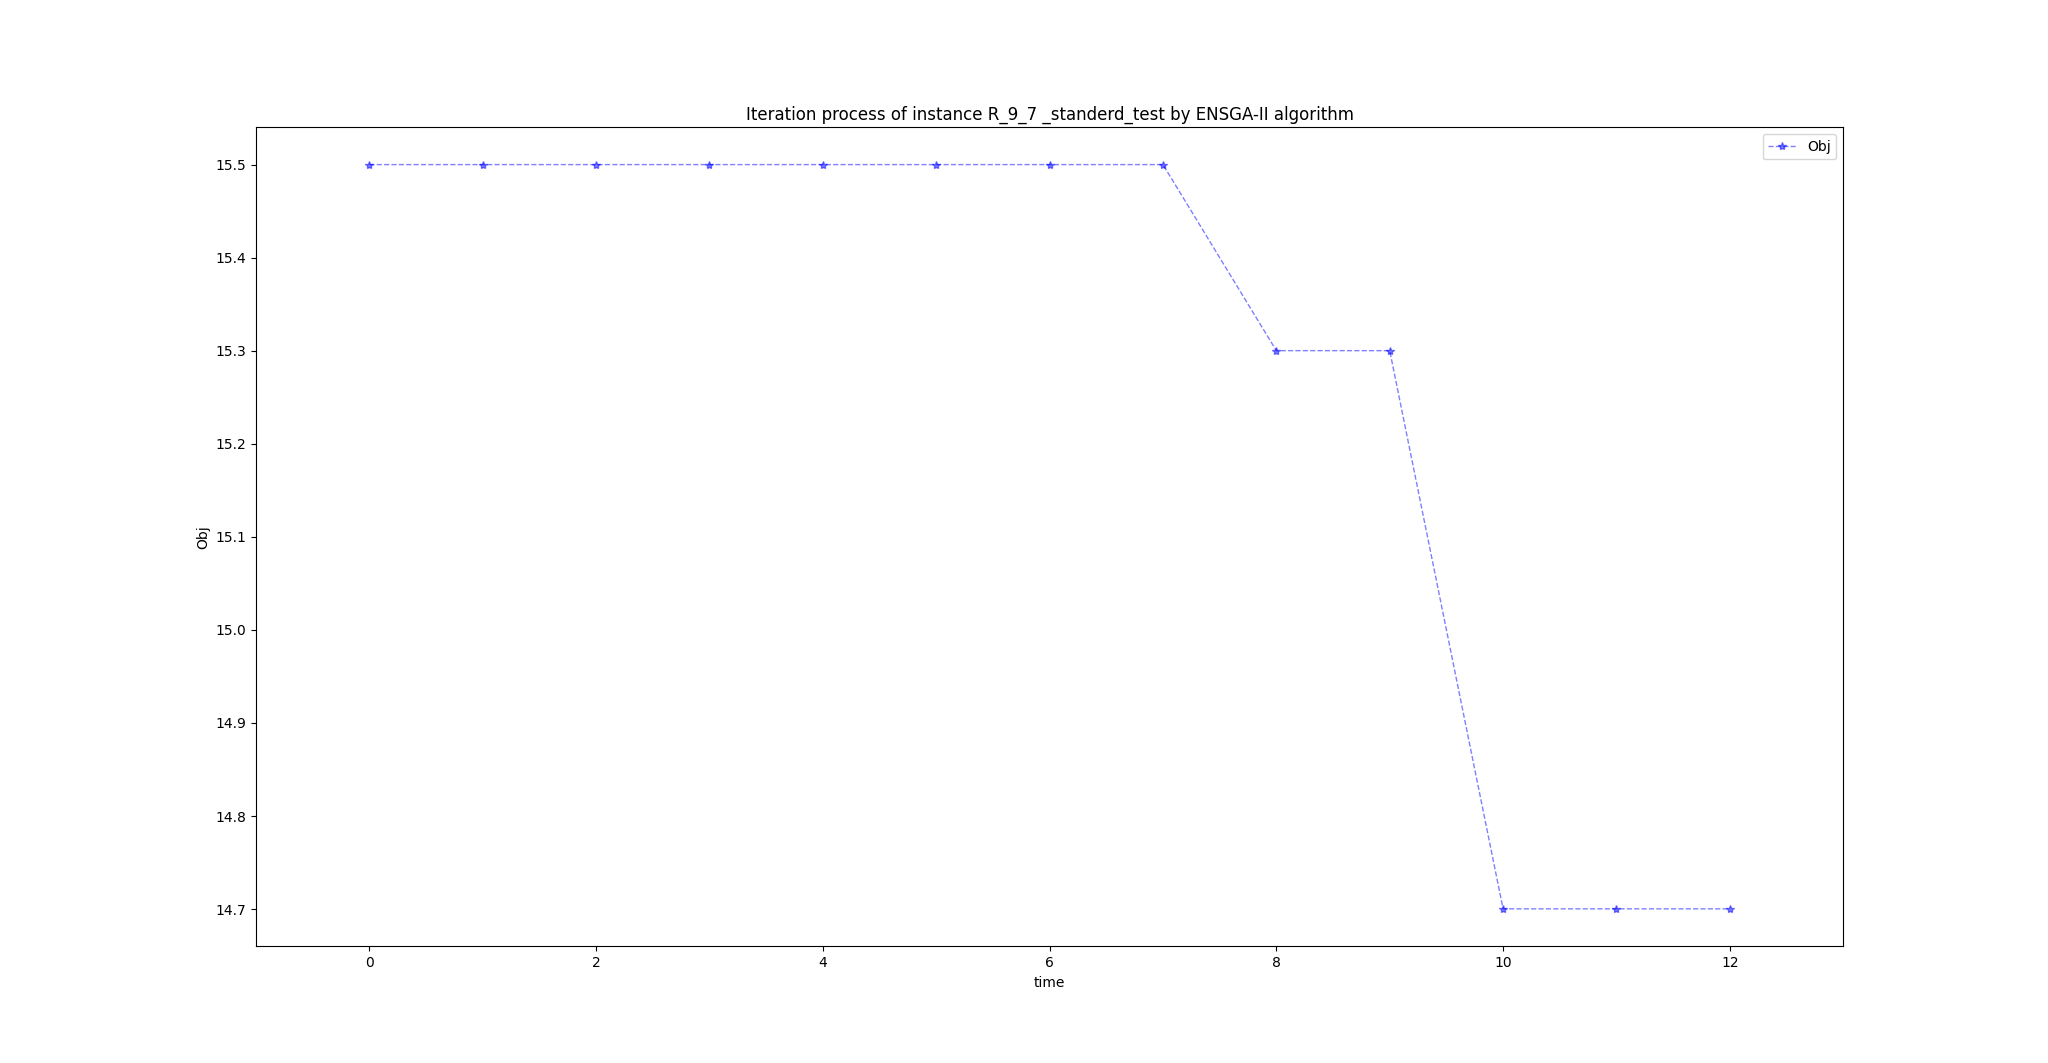 Iteration process of instance R_9_7 _standerd_test by ENSGA-II algorithm
Obj
15.5
15.4
15.3
15.2
15.1
15.0
14.9
14.8
14.7
Obj
0 2 4 6 8 10 12
time